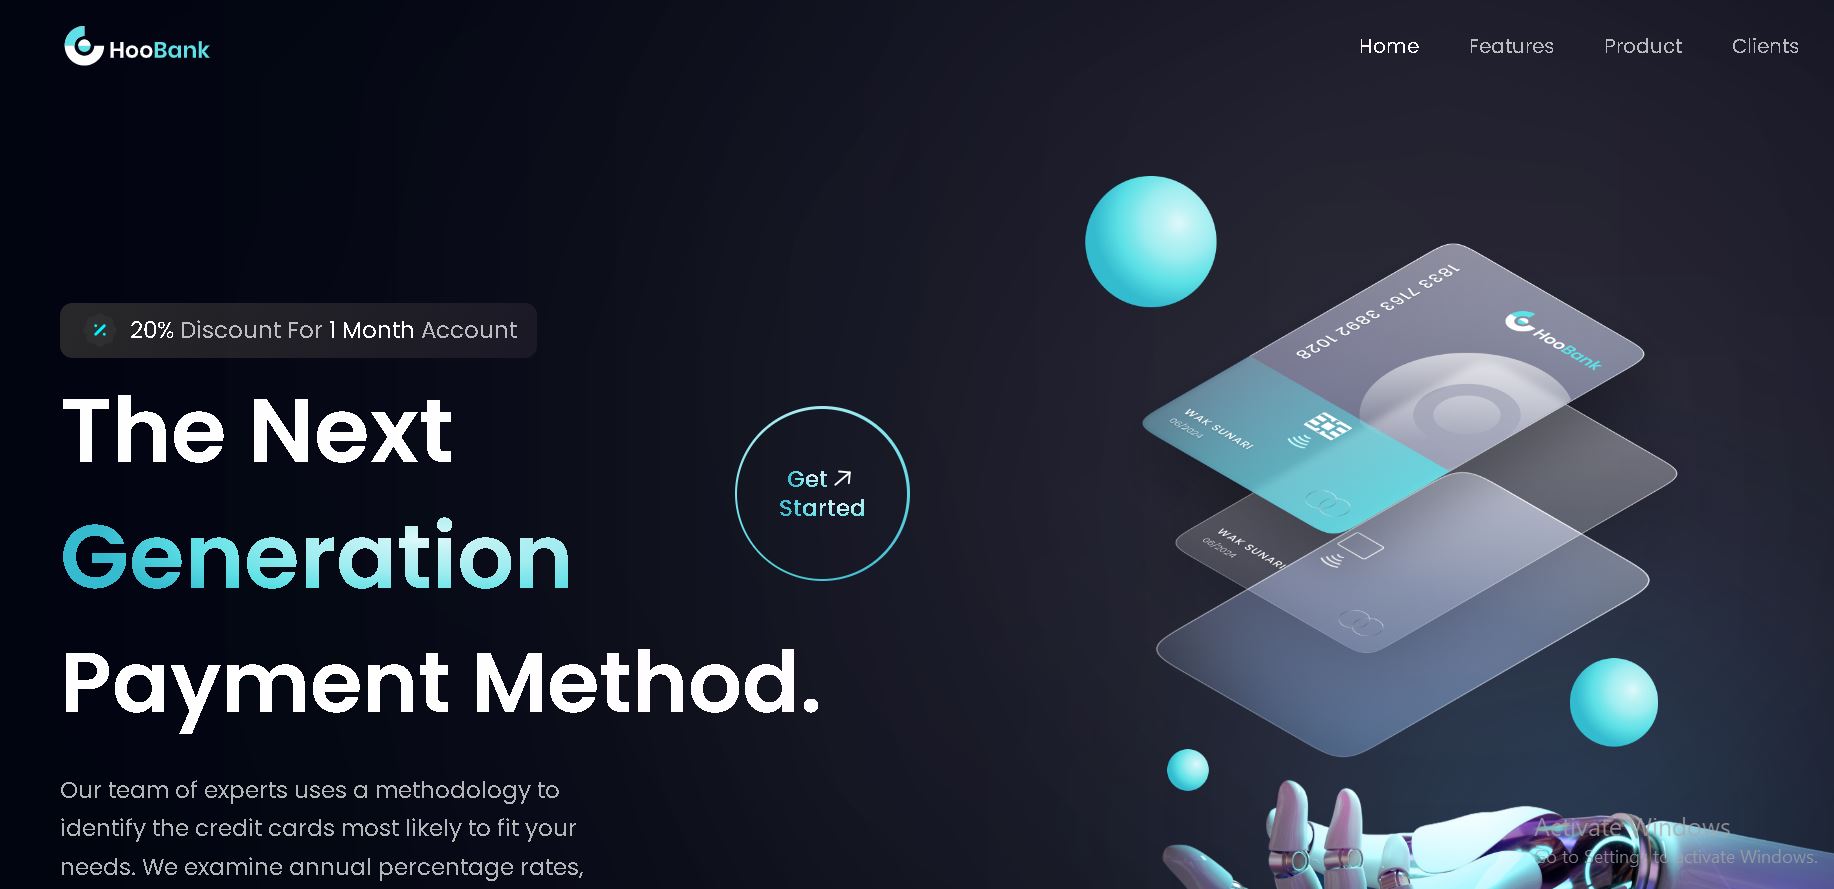 HooBank
Home Features Product Clients
20% Discount For 1 Month Account
The Next
Generation
Payment Method.
Get
Started
Our team of experts uses a methodology to
identify the credit cards most likely to fit your
needs. We examine annual percentage rates,
1833 7163 3892 1028
HooBank
WAK SUNARI
06/2024
WAK SUNARI
06/2024
Activate Windows
Go to Settings to activate Windows.